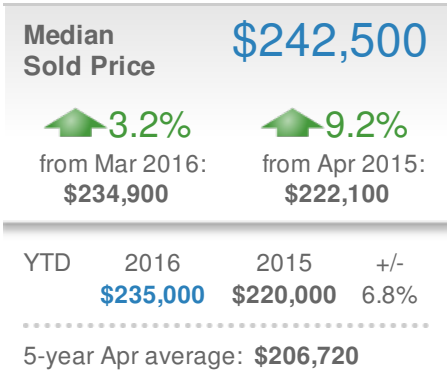 Median $242,500
Sold Price
3.2% 9.2%
from Mar 2016: from Apr 2015:
$234,900 $222,100
YTD 2016 2015 +/-
$235,000 $220,000 6.8%
5-year Apr average: $206,720